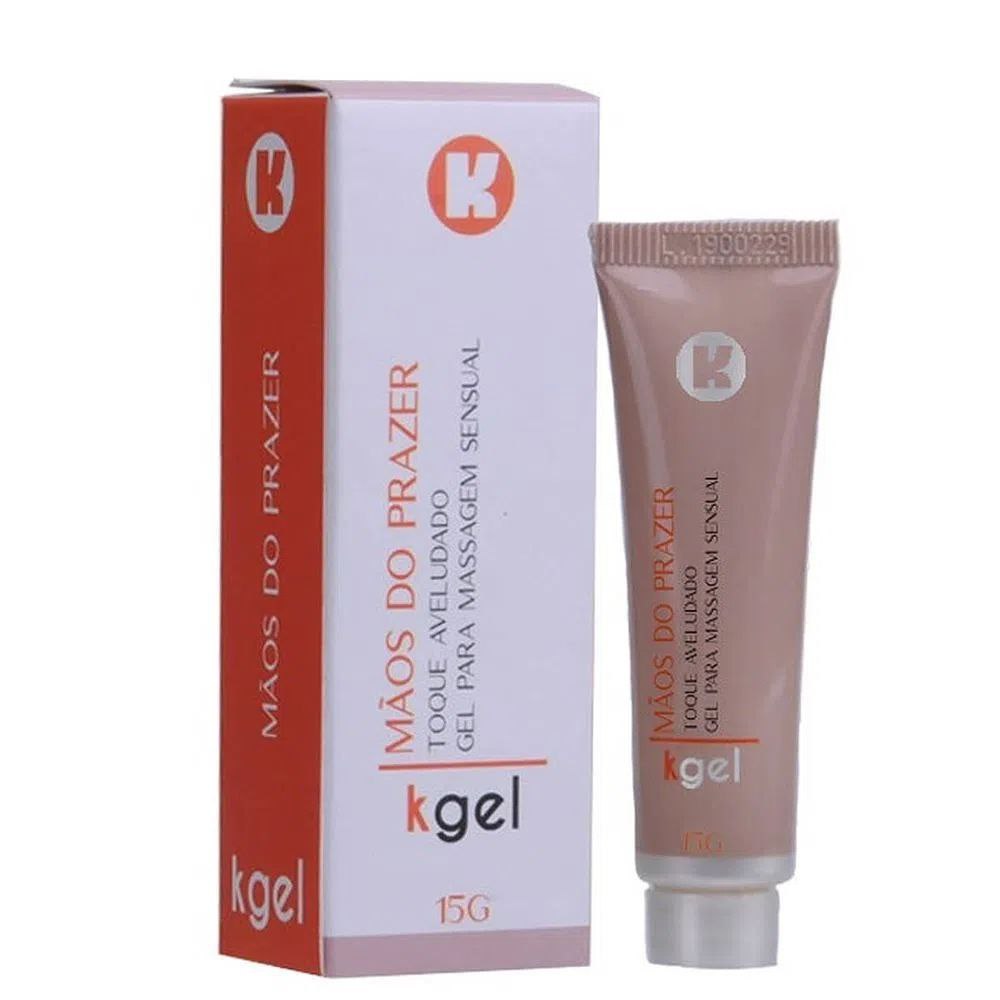 K
MÃOS DO PRAZER
kgel
K
MÃOS DO PRAZER
TOQUE AVELUDADO
GEL PARA MASSAGEM SENSUAL
kgel
15G
L. 1900229
K
MÃOS DO PRAZER
TOQUE AVELUDADO
GEL PARA MASSAGEM SENSUAL
kgel
15G